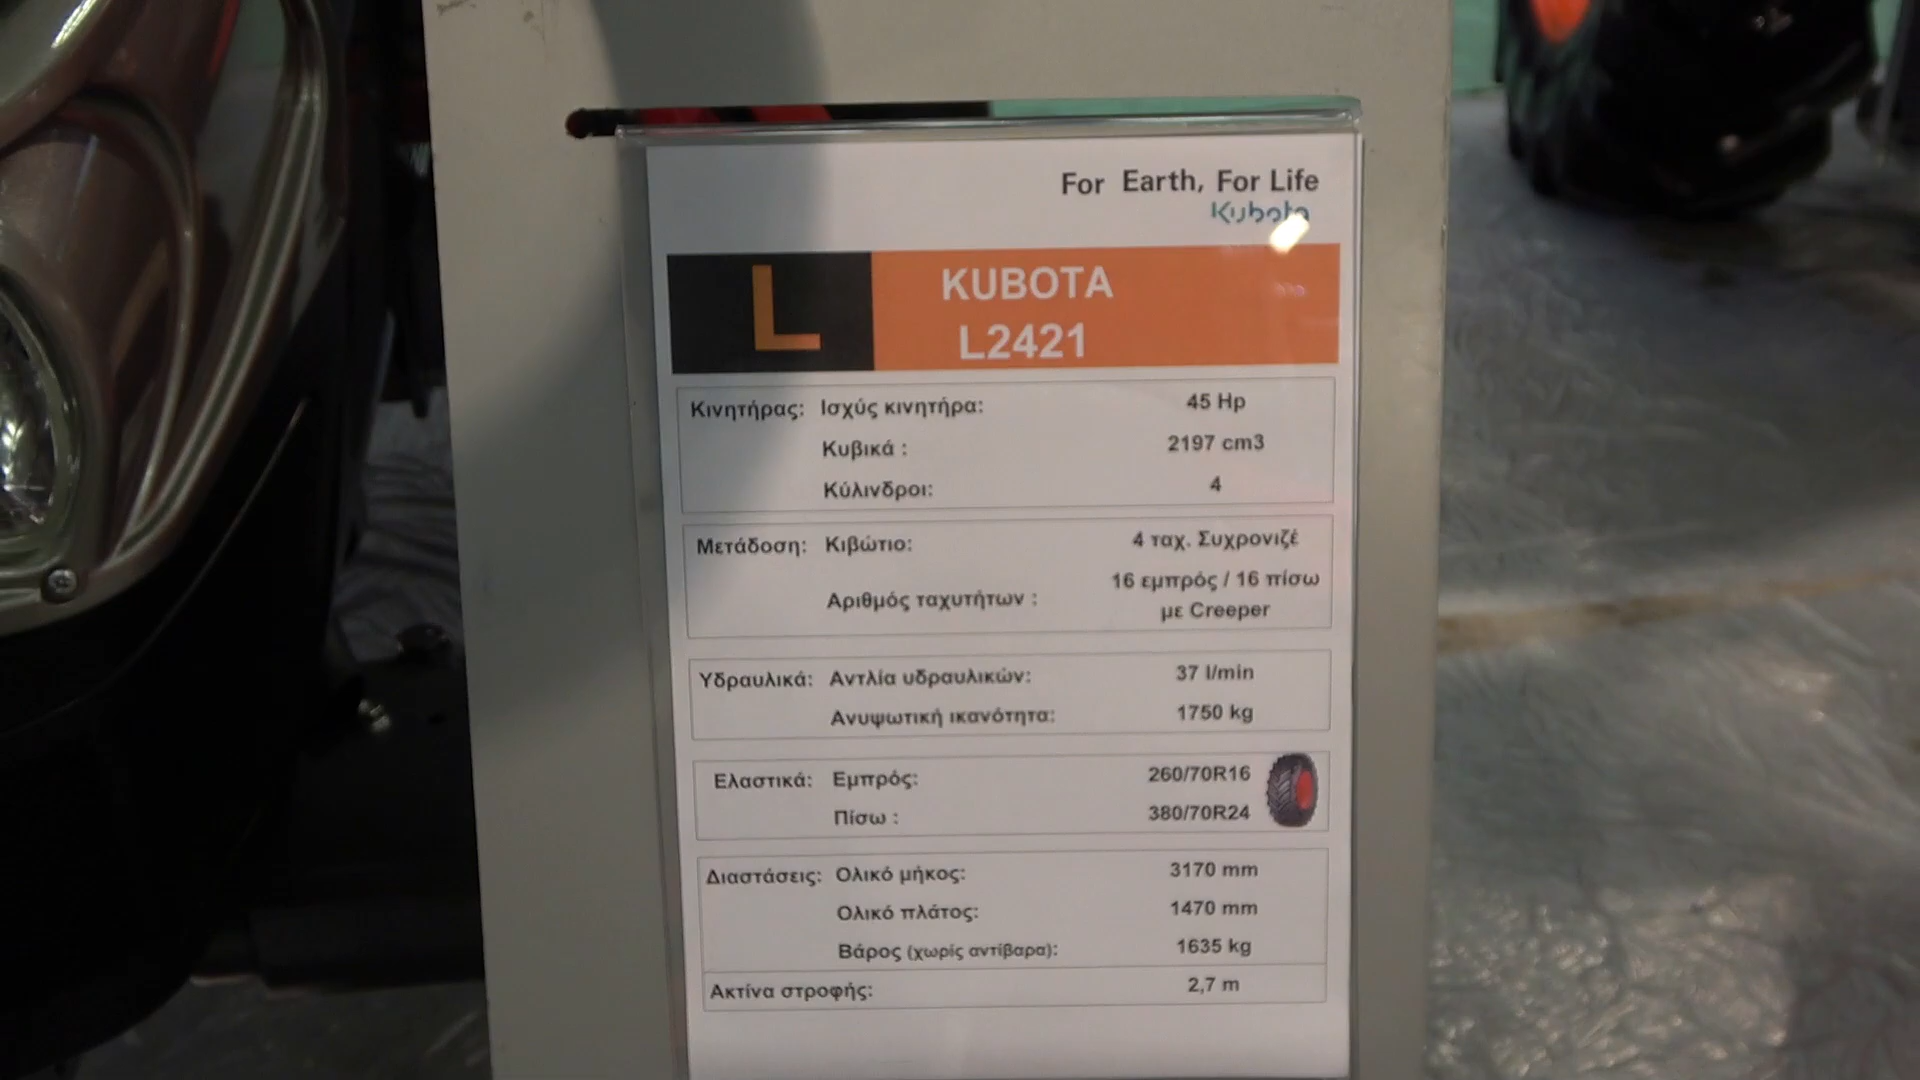 For Earth, For Life
Kubota
L
KUBOTA
L2421
Κινητήρας: Ισχύς κινητήρα: 45 Hp
Κυβικά : 2197 cm3
Κύλινδροι: 4
Μετάδοση: Κιβώτιο: 4 ταχ. Συχρονιζέ
Αριθμός ταχυτήτων : 16 εμπρός / 16 πίσω
με Creeper
Υδραυλικά: Αντλία υδραυλικών: 37 l/min
Ανυψωτική ικανότητα: 1750 kg
Ελαστικά: Εμπρός: 260/70R16
Πίσω : 380/70R24
Διαστάσεις: Ολικό μήκος: 3170 mm
Ολικό πλάτος: 1470 mm
Βάρος (χωρίς αντίβαρα): 1635 kg
Ακτίνα στροφής: 2,7 m